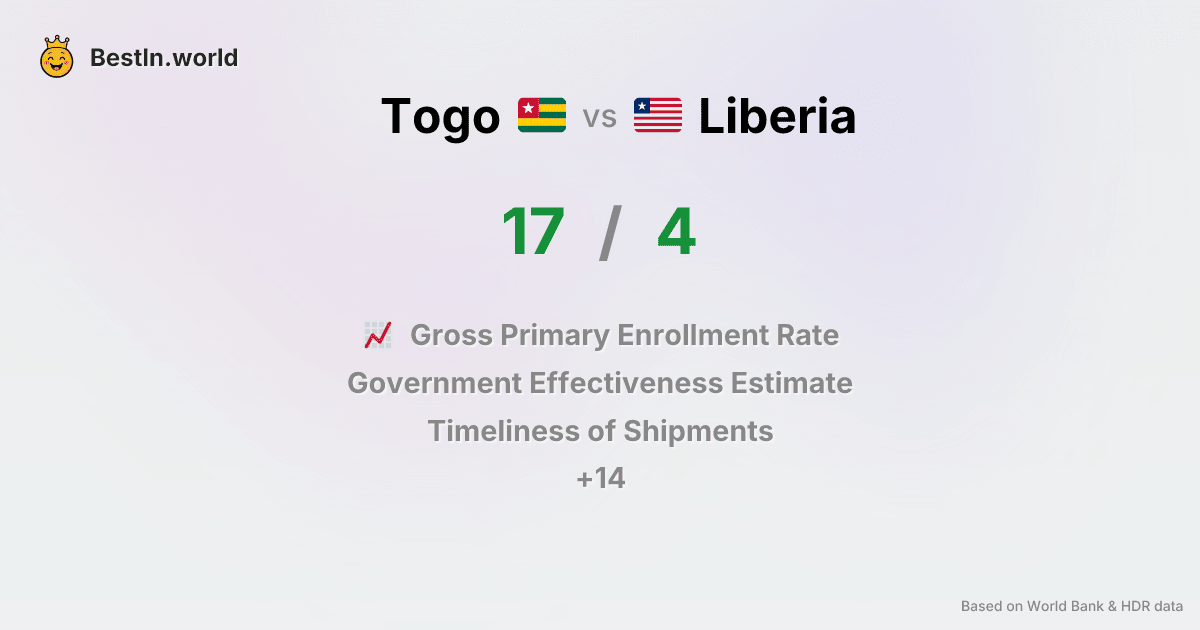 BestIn.world
Togo vs Liberia
17 / 4
Gross Primary Enrollment Rate
Government Effectiveness Estimate
Timeliness of Shipments
+14
Based on World Bank & HDR data